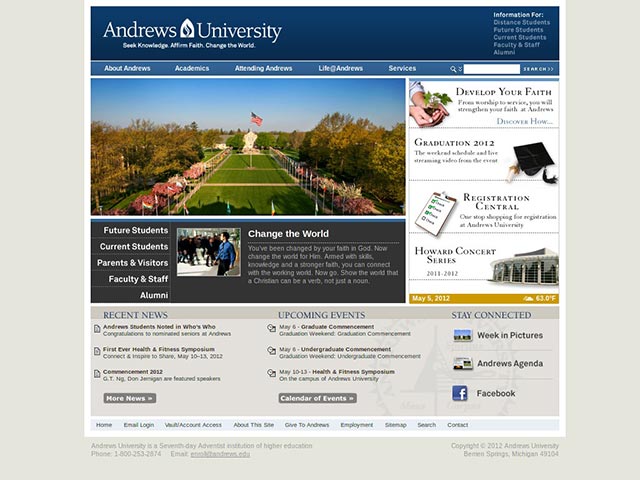 Andrews University
Seek Knowledge. Affirm Faith. Change the World.
Information For:
Distance Students
Future Students
Current Students
Faculty & Staff
Alumni
About Andrews
Academics
Attending Andrews
Life@Andrews
Services
SEARCH >>
Develop Your Faith
From worship to service, you will
strengthen your faith at Andrews
Discover How...
Graduation 2012
The weekend schedule and live
streaming video from the event
Registration
Central
One stop shopping for registration
at Andrews University
Howard Concert
Series
2011-2012
May 5, 2012
63.0°F
Future Students
Current Students
Parents & Visitors
Faculty & Staff
Alumni
Change the World
You've been changed by your faith in God. Now
change the world for Him. Armed with skills,
knowledge and a stronger faith, you can connect
with the working world. Now go. Show the world that
a Christian can be a verb, not just a noun.
RECENT NEWS
Andrews Students Noted in Who's Who
Congratulations to nominated seniors at Andrews
First Ever Health & Fitness Symposium
Connect & Inspire to Share, May 10-13, 2012
Commencement 2012
G.T. Ng, Don Jernigan are featured speakers
More News »
UPCOMING EVENTS
May 6 - Graduate Commencement
Graduation Weekend: Graduation Commencement
May 6 - Undergraduate Commencement
Graduation Weekend: Undergraduate Commencement
May 10-13 - Health & Fitness Symposium
On the campus of Andrews University
Calendar of Events »
STAY CONNECTED
Week in Pictures
Andrews Agenda
Facebook
Home
Email Login
Vault/Account Access
About This Site
Give To Andrews
Employment
Sitemap
Search
Contact
Andrews University is a Seventh-day Adventist institution of higher education
Phone: 1-800-253-2874 Email: enroll@andrews.edu
Copyright © 2012 Andrews University
Berrien Springs, Michigan 49104